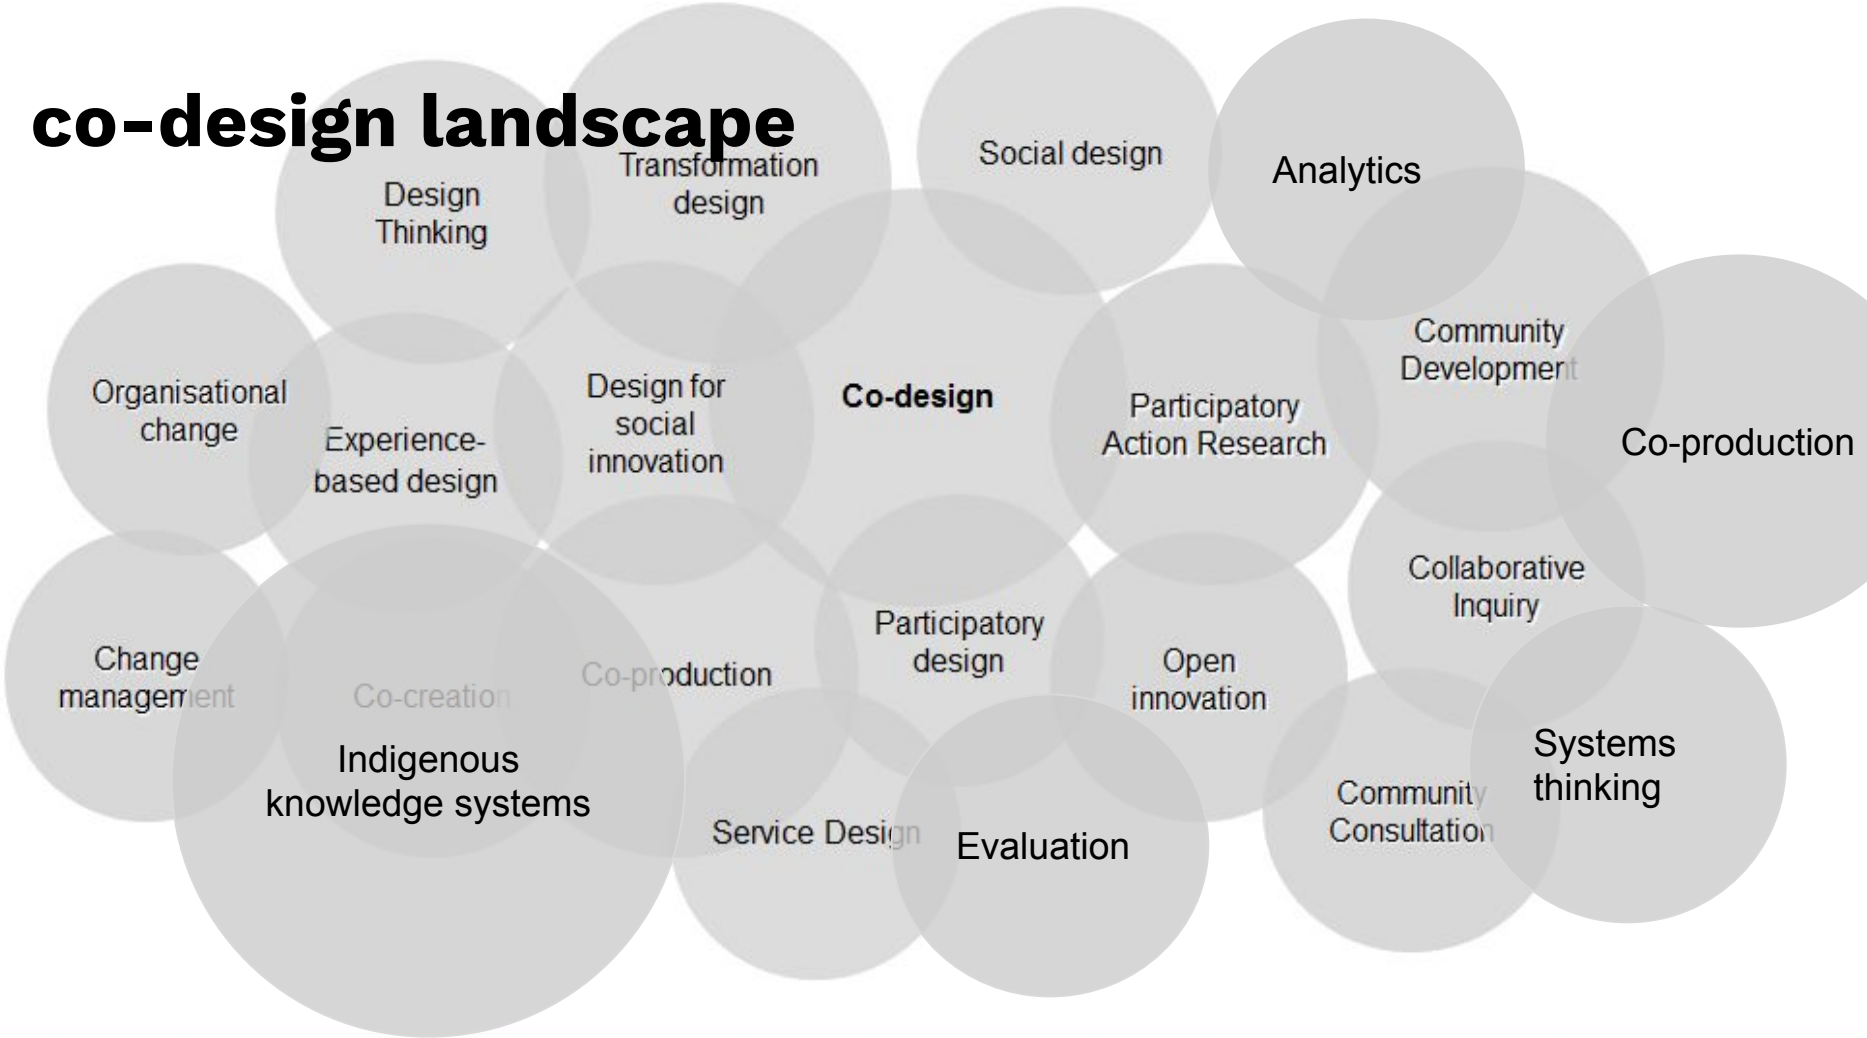 co-design landscape
Transformation
design
Social design
Analytics
Design
Thinking
Organisational
change
Experience-
based design
Design for
social
innovation
Co-design
Participatory
Action Research
Community
Development
Co-production
Collaborative
Inquiry
Change
management
Co-creation
Co-production
Participatory
design
Open
innovation
Indigenous
knowledge systems
Service Design
Evaluation
Community
Consultation
Systems
thinking